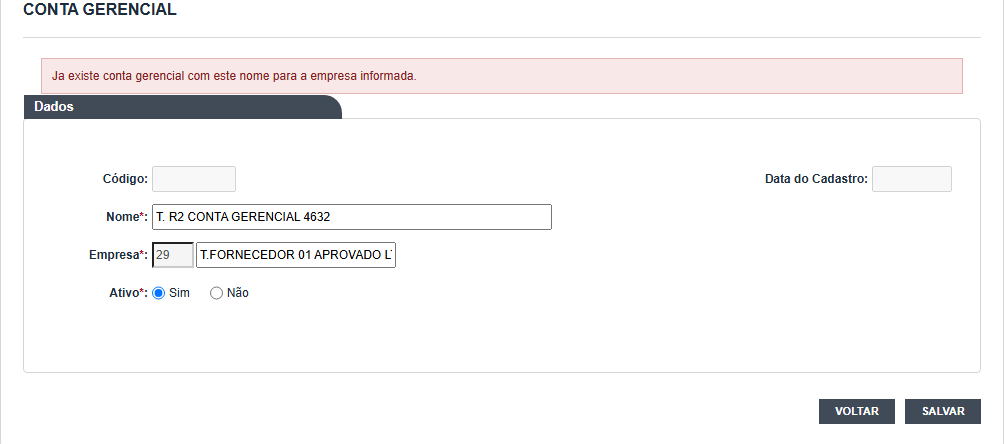 CONTA GERENCIAL
Ja existe conta gerencial com este nome para a empresa informada.
Dados
Código:
Data do Cadastro:
Nome*: T. R2 CONTA GERENCIAL 4632
Empresa*: 29 T.FORNECEDOR 01 APROVADO L
Ativo*: Sim Não
VOLTAR SALVAR